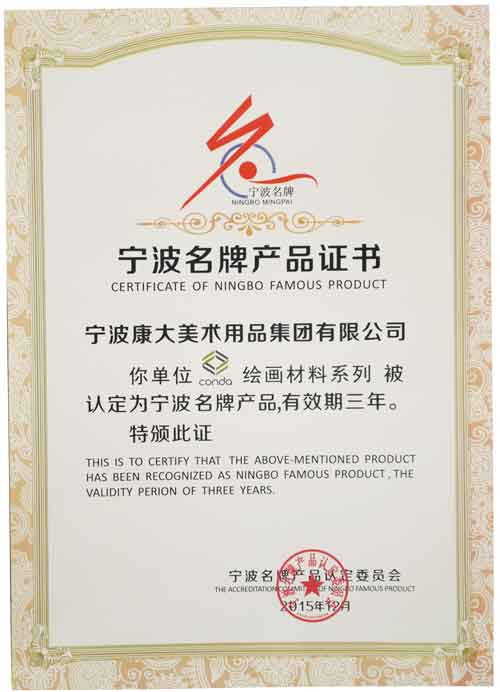 宁波名牌
NINGBO MINGPAI
宁波名牌产品证书
CERTIFICATE OF NINGBO FAMOUS PRODUCT
宁波康大美术用品集团有限公司
你单位 conda 绘画材料系列 被
认定为宁波名牌产品,有效期三年。
特颁此证
THIS IS TO CERTIFY THAT THE ABOVE-MENTIONED PRODUCT
HAS BEEN RECOGNIZED AS NINGBO FAMOUS PRODUCT , THE
VALIDITY PERION OF THREE YEARS.
宁波名牌产品认定委员会
THE ACCREDITATION COMMITTEE OF NINGBO FAMOUS PRODUCT
2015年12月